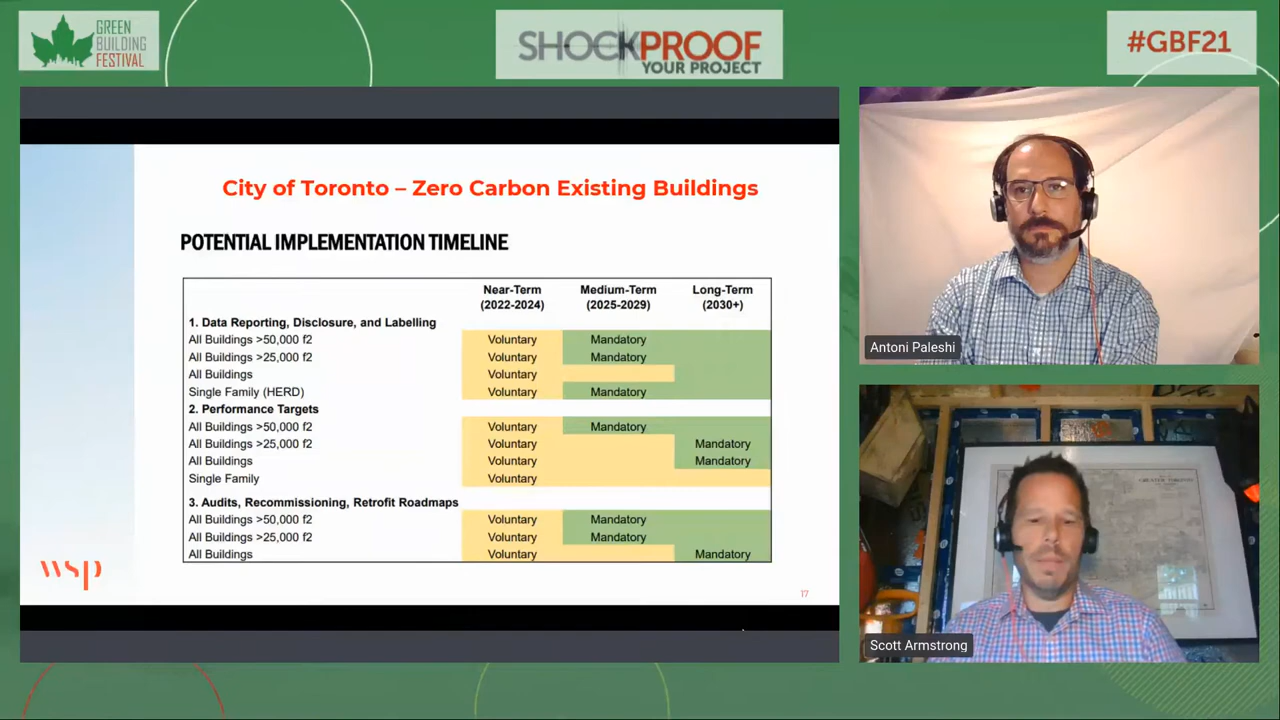 GREEN
BUILDING
FESTIVAL
SHOCKPROOF
YOUR PROJECT
#GBF21
City of Toronto – Zero Carbon Existing Buildings
POTENTIAL IMPLEMENTATION TIMELINE
Near-Term Medium-Term Long-Term
(2022-2024) (2025-2029) (2030+)
1. Data Reporting, Disclosure, and Labelling
All Buildings >50,000 f2 Voluntary Mandatory
All Buildings >25,000 f2 Voluntary Mandatory
All Buildings Voluntary
Single Family (HERD) Voluntary Mandatory
2. Performance Targets
All Buildings >50,000 f2 Voluntary Mandatory
All Buildings >25,000 f2 Voluntary Mandatory
All Buildings Voluntary Mandatory
Single Family Voluntary
3. Audits, Recommissioning, Retrofit Roadmaps
All Buildings >50,000 f2 Voluntary Mandatory
All Buildings >25,000 f2 Voluntary Mandatory
All Buildings Voluntary Mandatory
wsp
17
Antoni Paleshi
GREATER TORONTO
Scott Armstrong